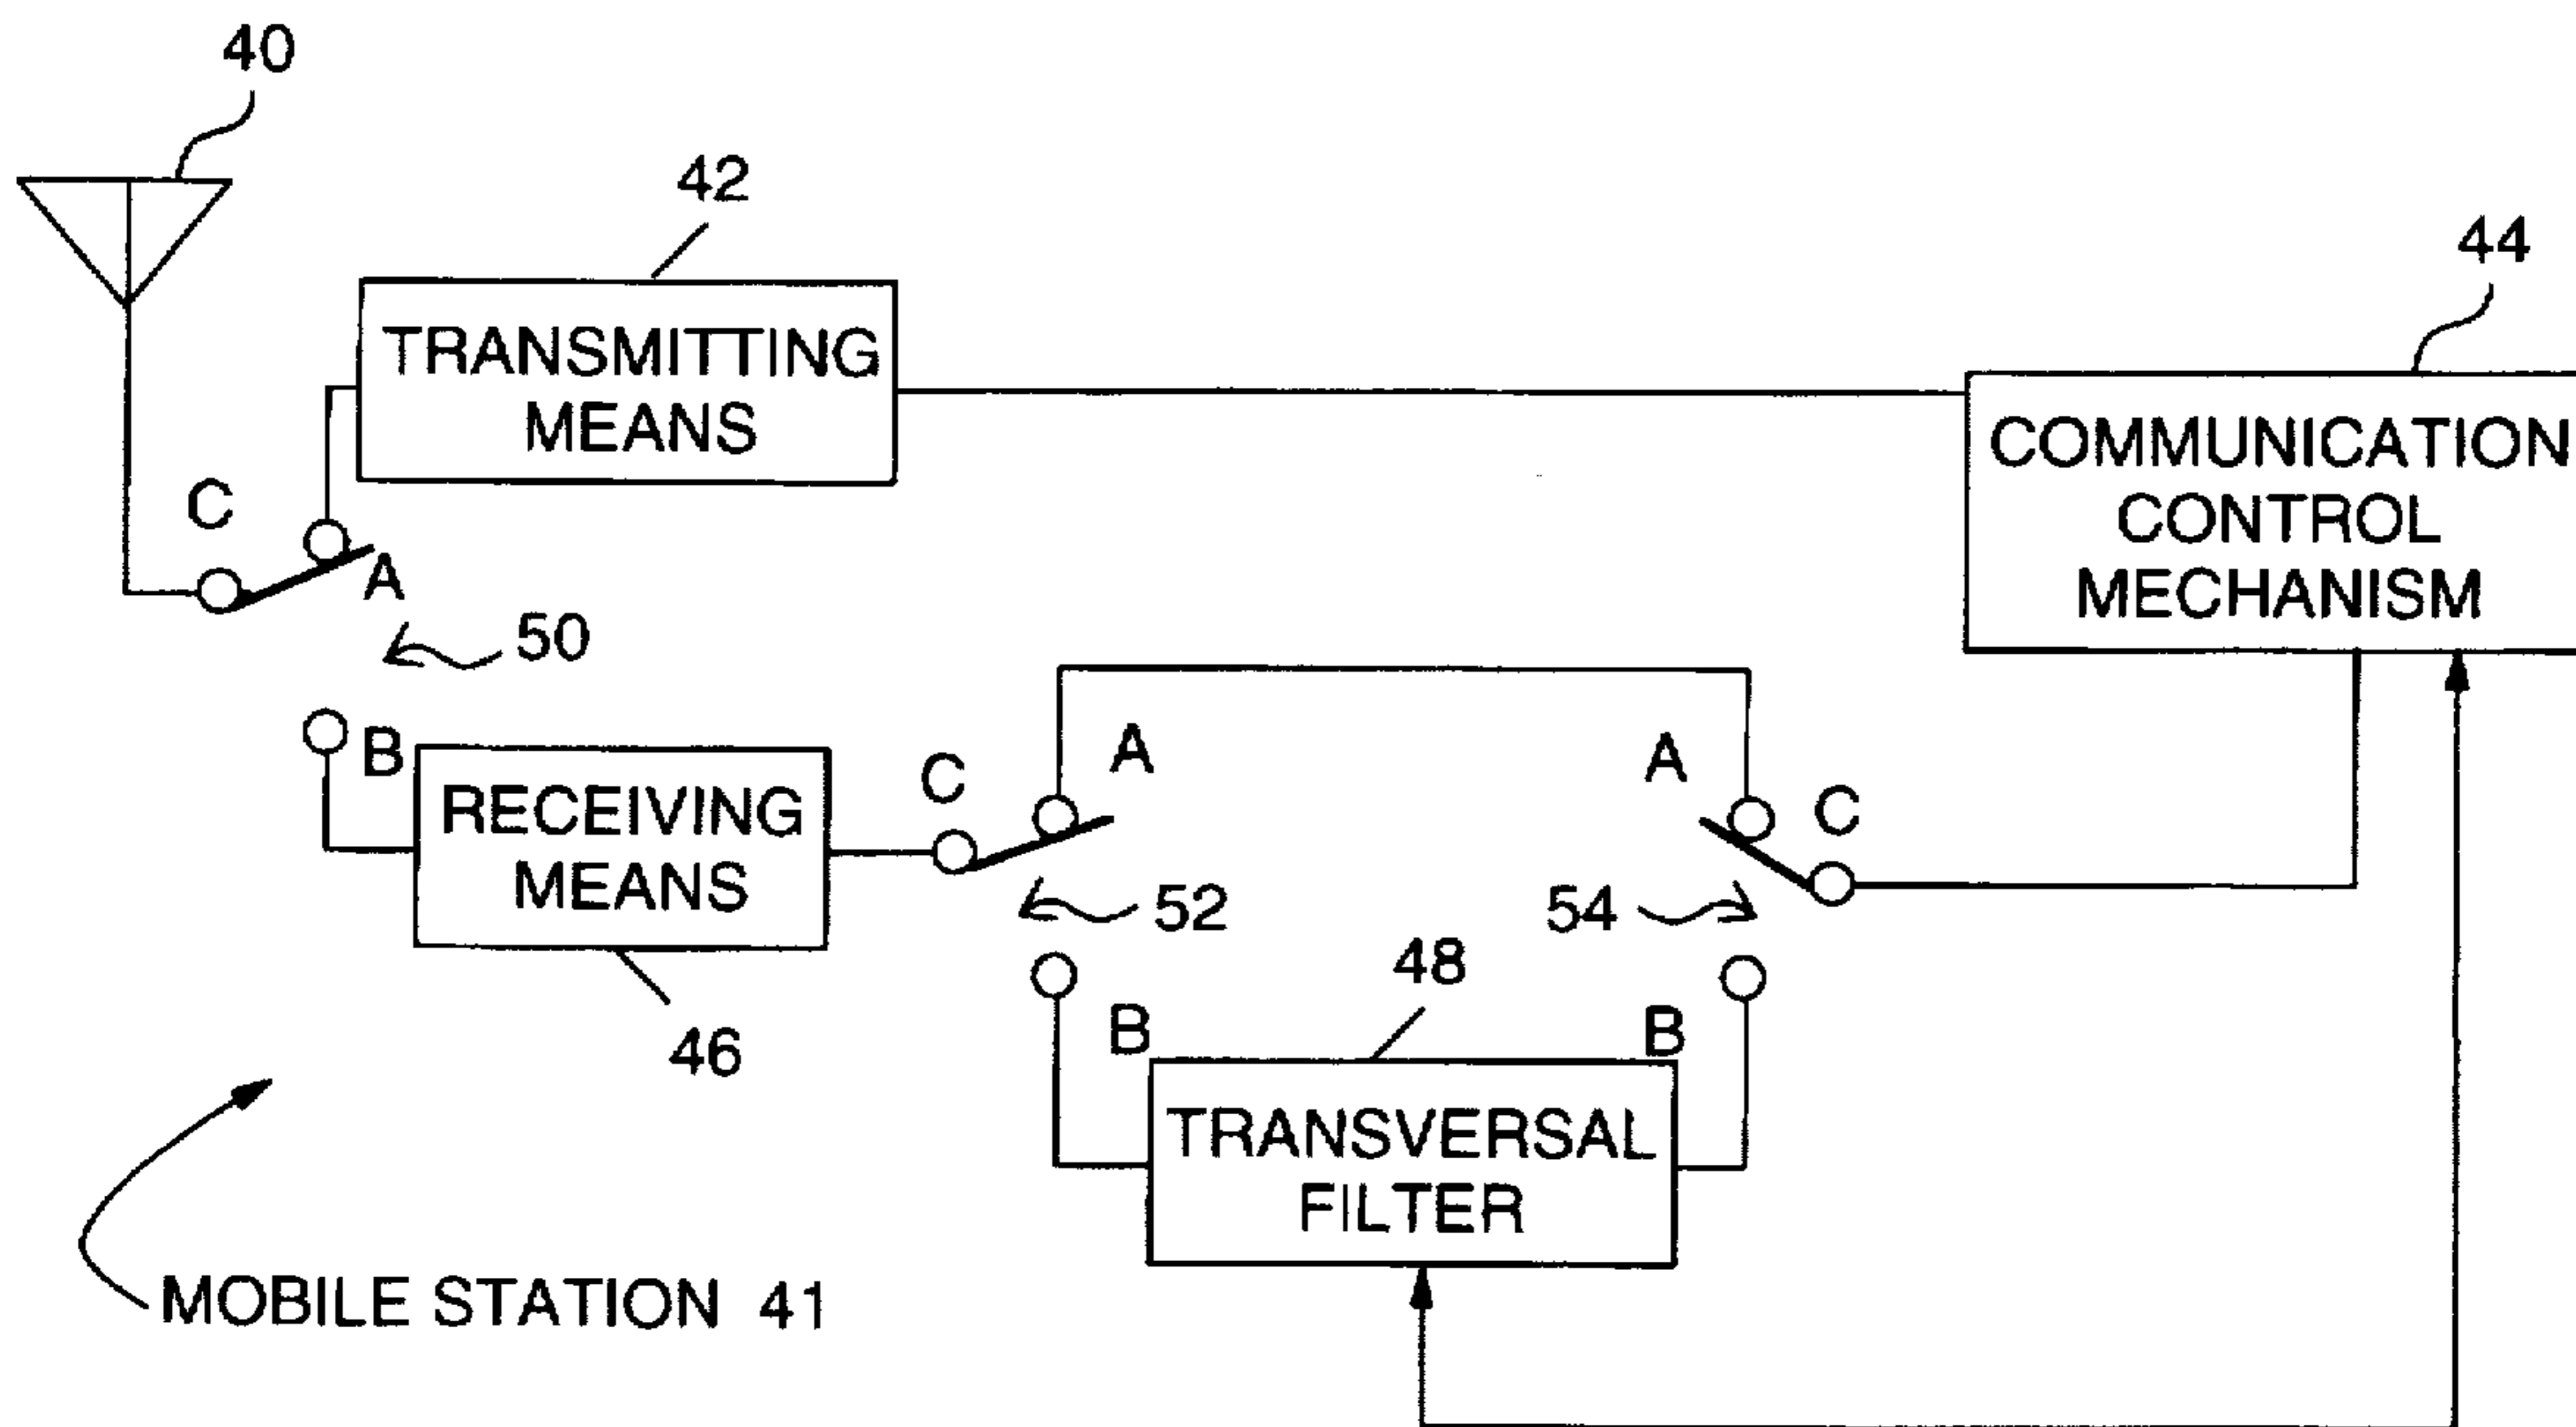 40
42
44
TRANSMITTING
MEANS
COMMUNICATION
CONTROL
MECHANISM
C
A
50
B
RECEIVING
MEANS
46
C
A
52
B
A
C
54
B
48
TRANSVERSAL
FILTER
MOBILE STATION 41